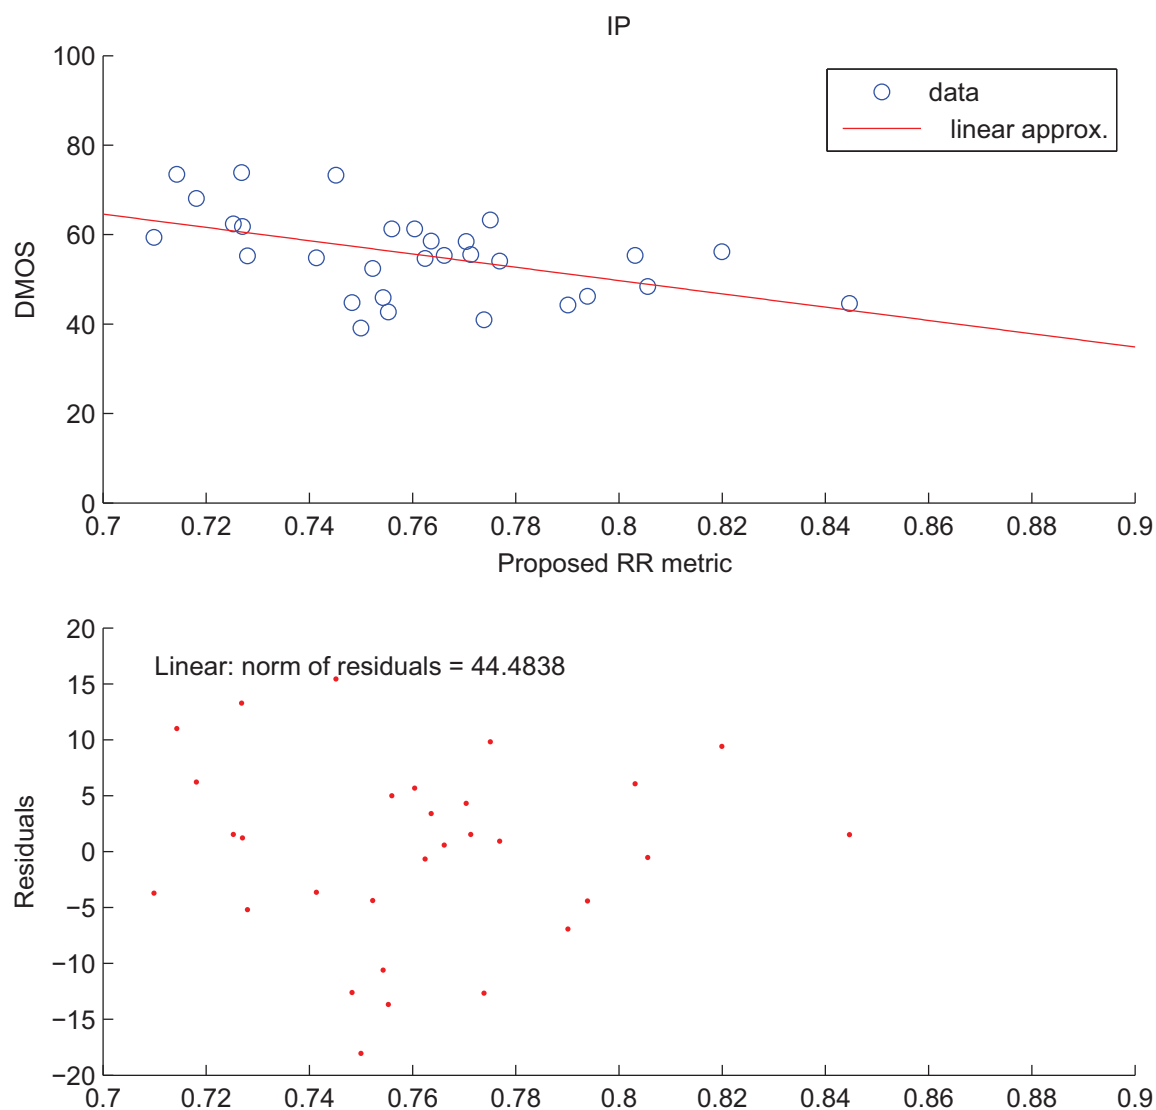 IP
100
80
60
40
20
0
DMOS
data
linear approx.
0.7 0.72 0.74 0.76 0.78 0.8 0.82 0.84 0.86 0.88 0.9
Proposed RR metric
20
15
10
5
0
−5
−10
−15
−20
Residuals
Linear: norm of residuals = 44.4838
0.7 0.72 0.74 0.76 0.78 0.8 0.82 0.84 0.86 0.88 0.9